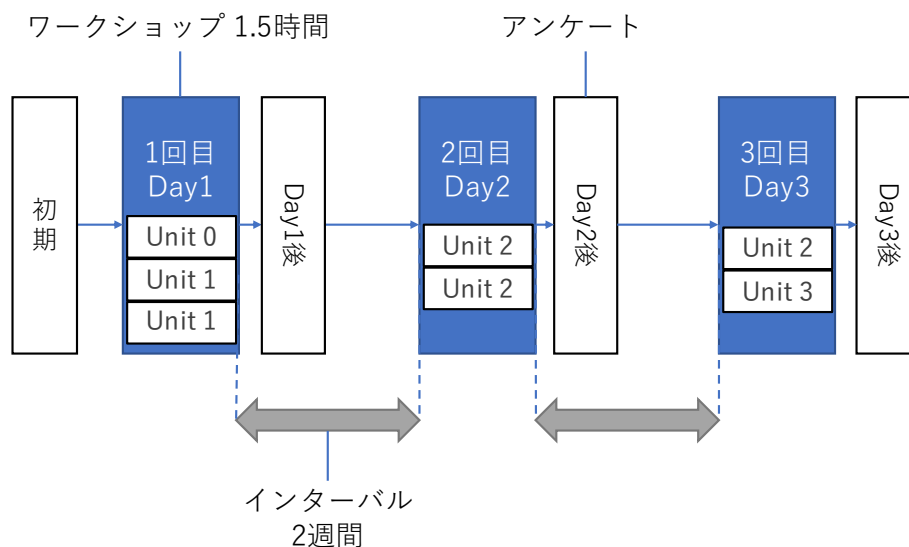 ワークショップ 1.5時間
アンケート
初期
1回目
Day1
Unit 0
Unit 1
Unit 1
Day1後
2回目
Day2
Unit 2
Unit 2
Day2後
3回目
Day3
Unit 2
Unit 3
Day3後
インターバル
2週間